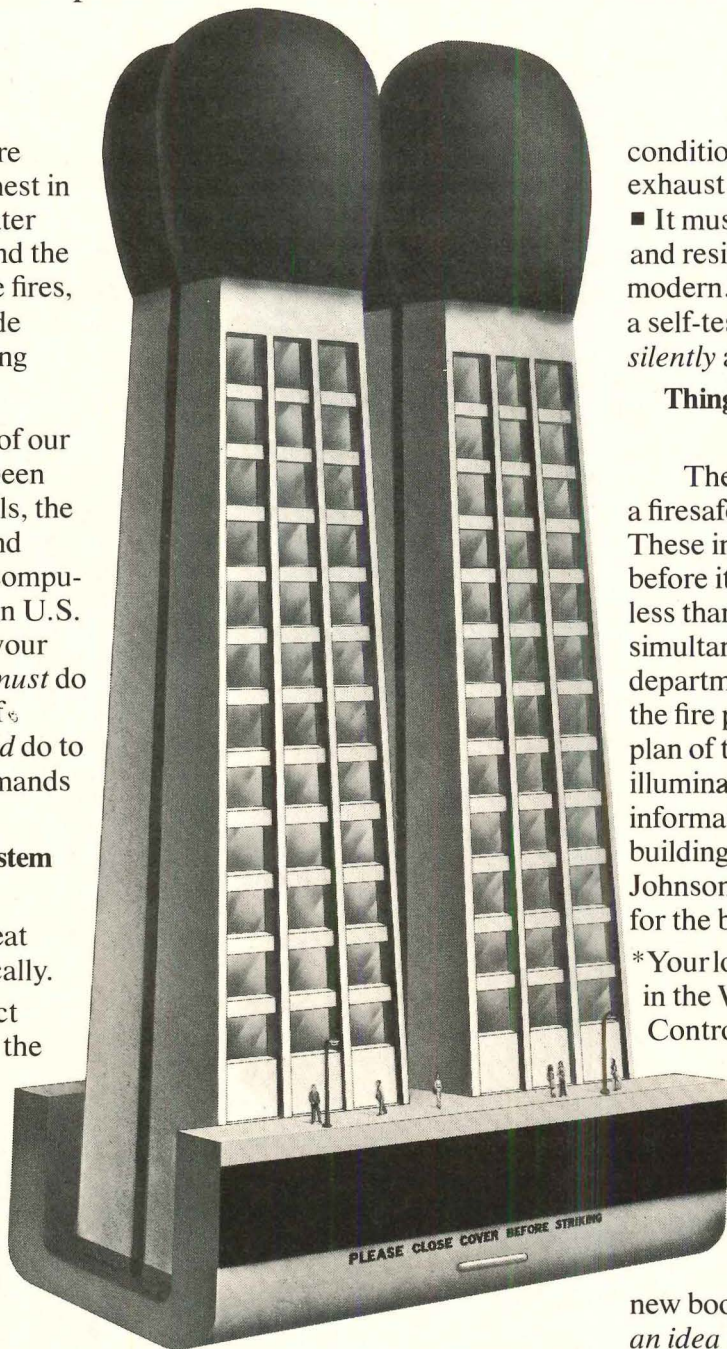 re
nest in
ter
nd the
e fires,
de
ng
of our
een
ls, the
nd
compu-
n U.S.
your
must do
f
d do to
mands
stem
eat
cally.
ct
the
PLEASE CLOSE COVER BEFORE STRIKING
conditio
exhaust
■ It mus
and resi
modern.
a self-tes
silently a
Thing
The
a firesafe
These in
before it
less than
simultan
departm
the fire p
plan of t
illumina
informa
building
Johnson
for the b
*Your lo
in the V
Contro
new boo
an idea